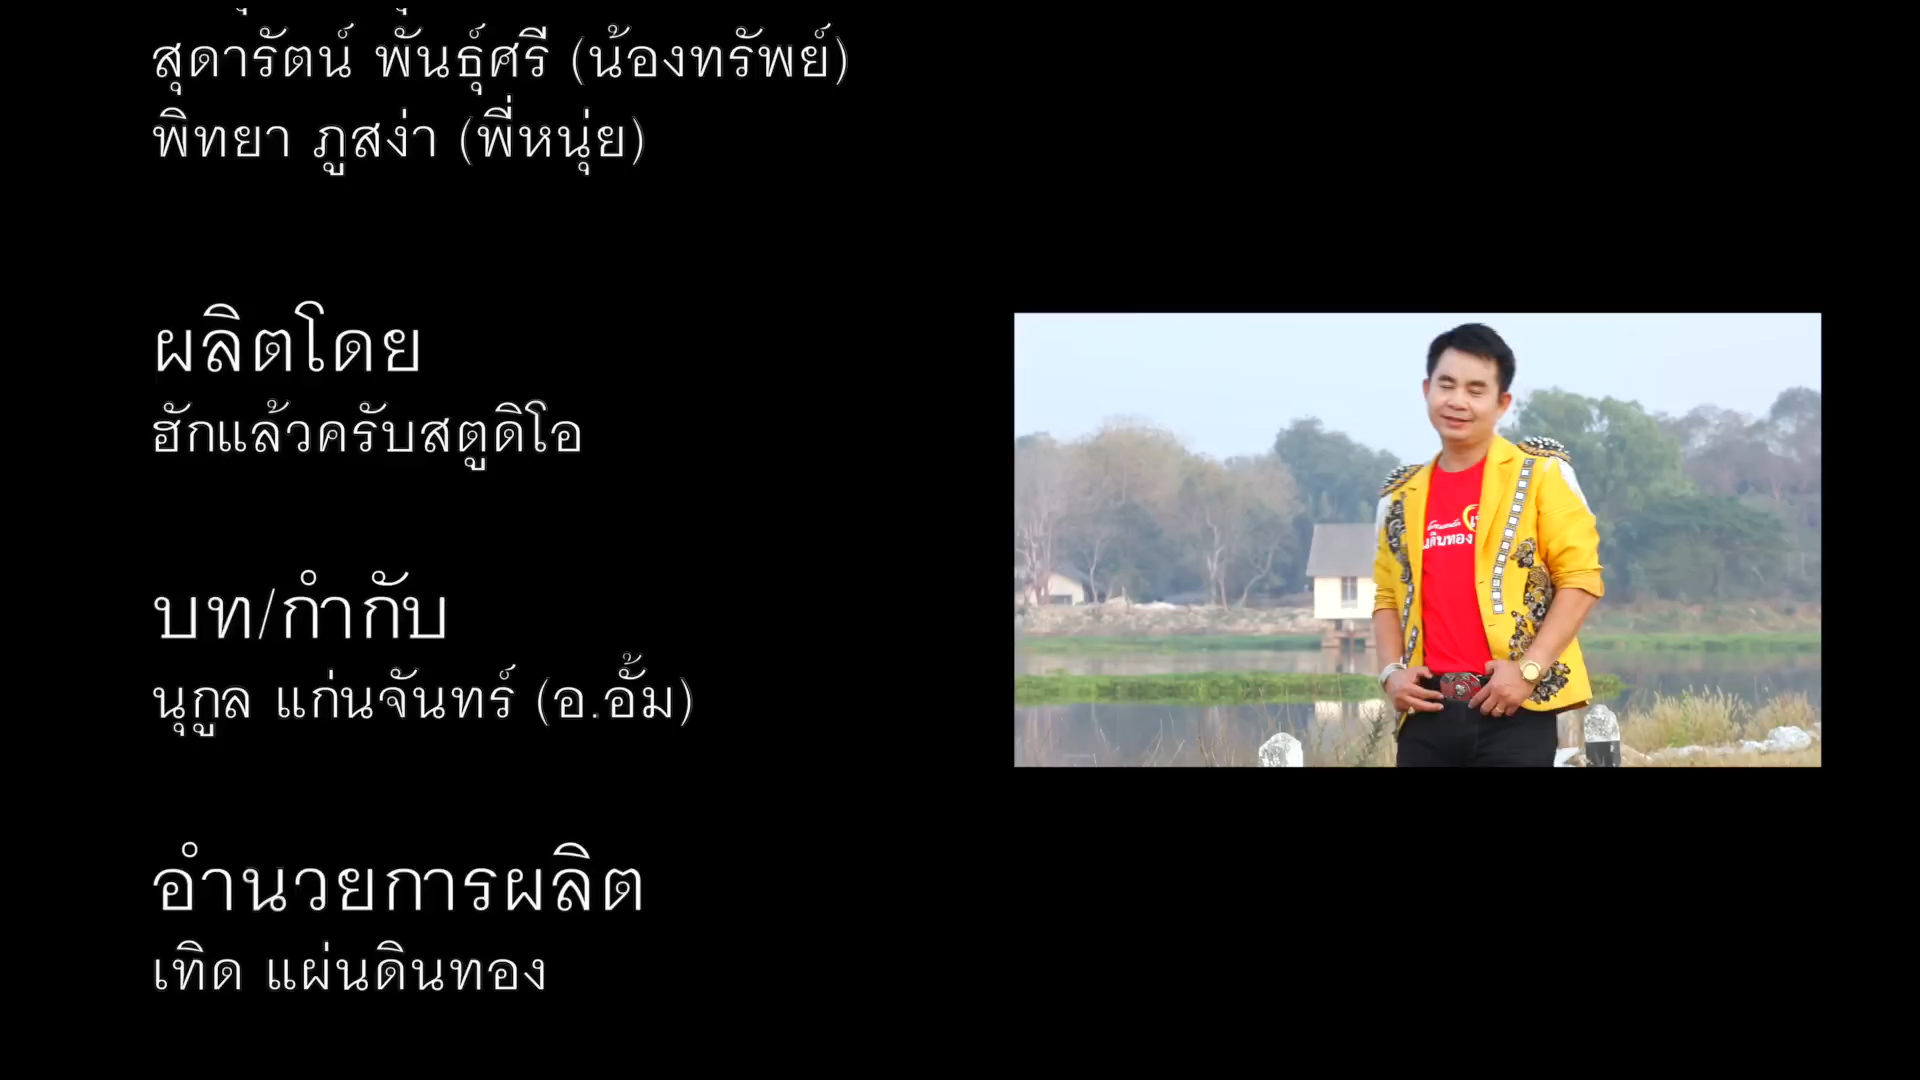 สุดารัตน์ พันธุ์ศรี (น้องทรัพย์)
พิทยา ภูสง่า (พี่หนุ่ย)
ผลิตโดย
ฮักแล้วครับสตูดิโอ
บท/กำกับ
นุกูล แก่นจันทร์ (อ.อั้ม)
อำนวยการผลิต
เทิด แผ่นดินทอง